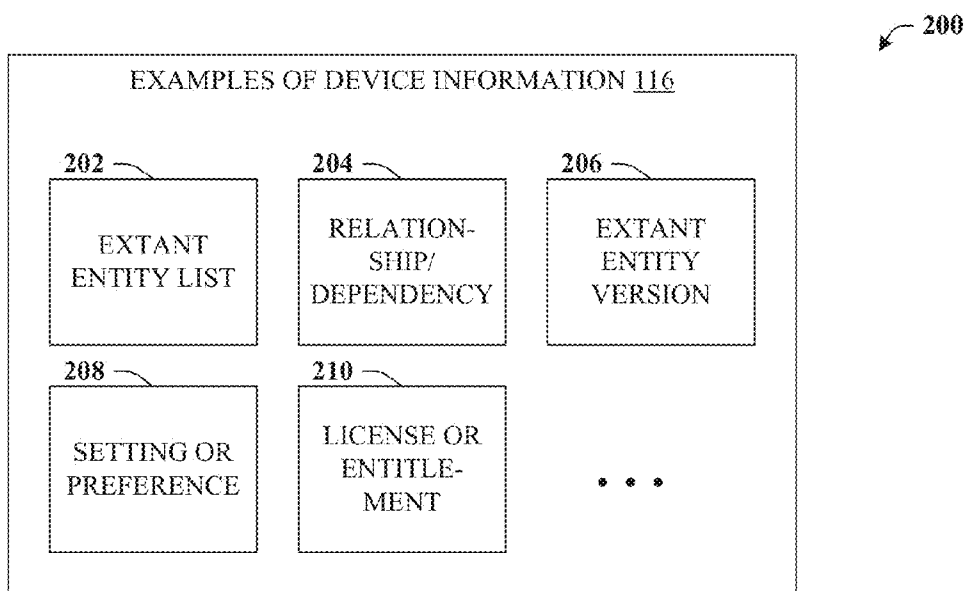 200
EXAMPLES OF DEVICE INFORMATION 116
202
204
206
EXTANT
ENTITY LIST
RELATION-
SHIP/
DEPENDENCY
EXTANT
ENTITY
VERSION
208
210
SETTING OR
PREFERENCE
LICENSE OR
ENTITLE-
MENT
• • •